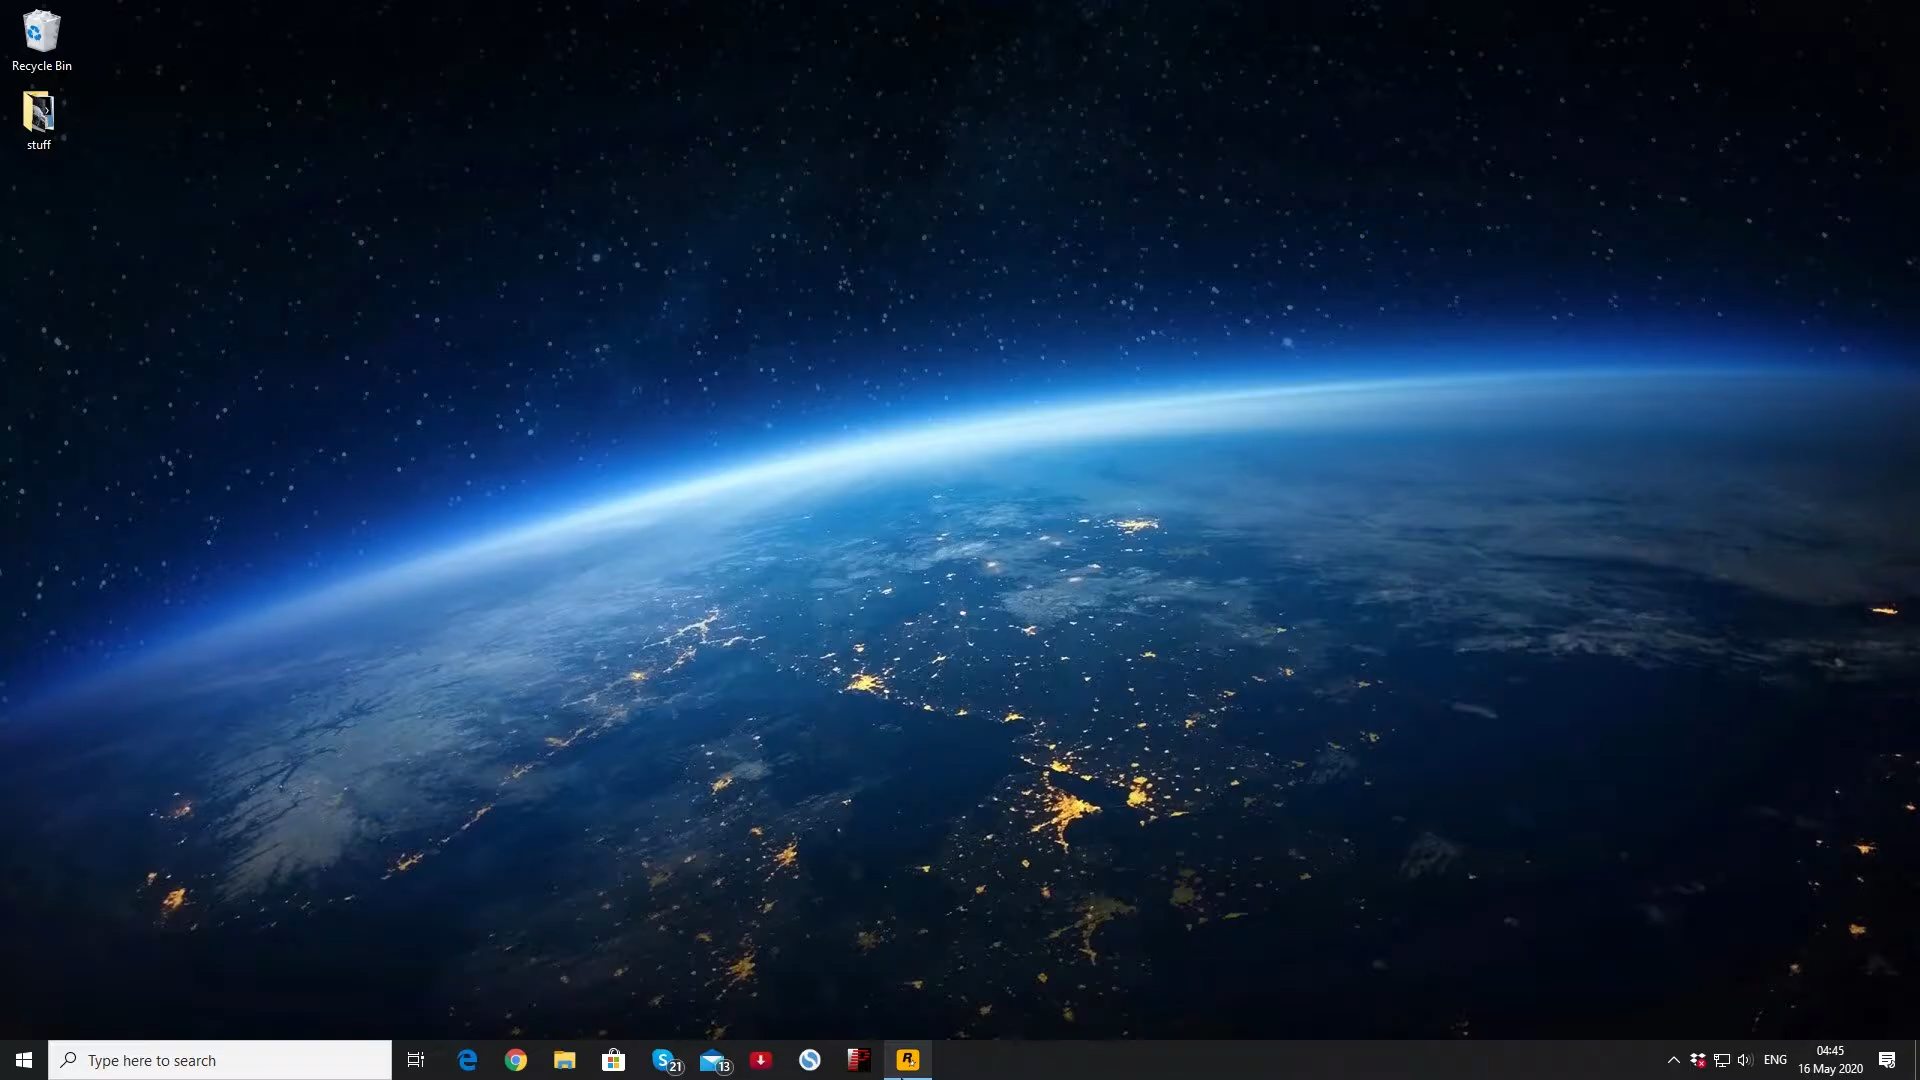 Recycle Bin
stuff
Type here to search
21
13
ENG
04:45
16 May 2020